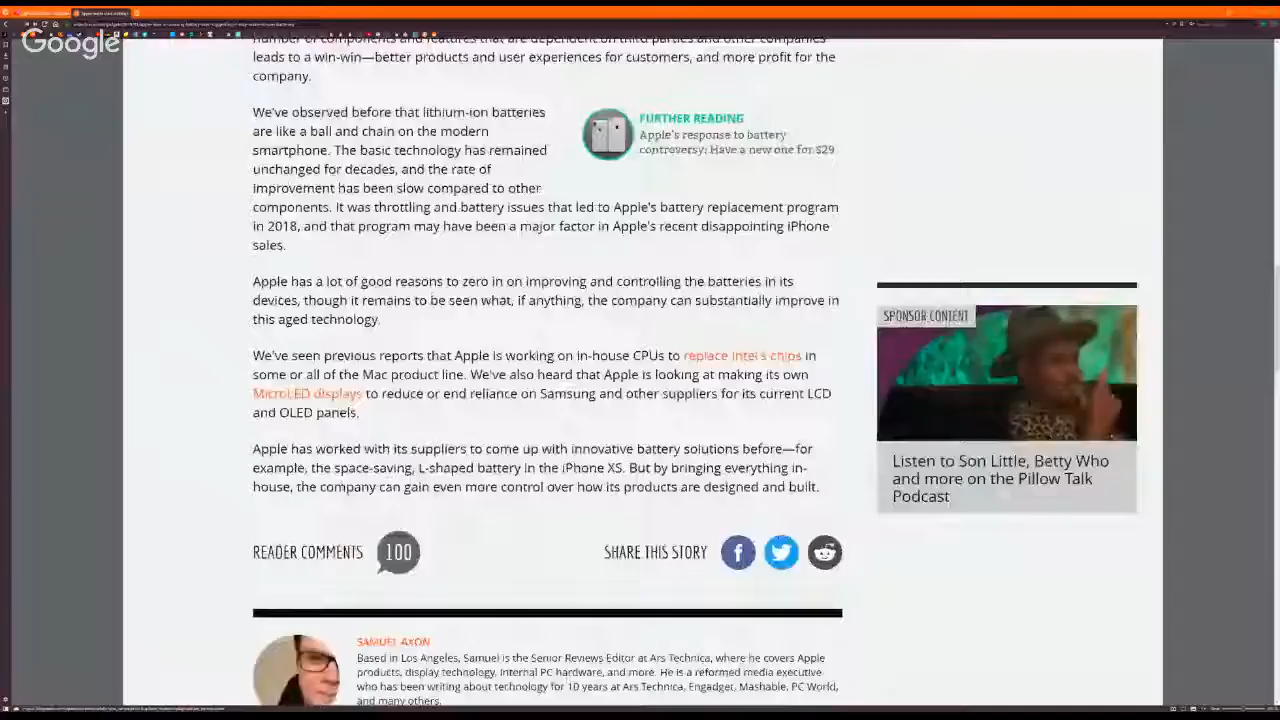 Google
number of components and features that are dependent on third parties and other companies
leads to a win-win—better products and user experiences for customers, and more profit for the
company.
We've observed before that lithium-ion batteries
are like a ball and chain on the modern
smartphone. The basic technology has remained
unchanged for decades, and the rate of
improvement has been slow compared to other
components. It was throttling and battery issues that led to Apple's battery replacement program
in 2018, and that program may have been a major factor in Apple's recent disappointing iPhone
sales.
FURTHER READING
Apple's response to battery
controversy: Have a new one for $29
Apple has a lot of good reasons to zero in on improving and controlling the batteries in its
devices, though it remains to be seen what, if anything, the company can substantially improve in
this aged technology.
We've seen previous reports that Apple is working on in-house CPUs to replace Intel's chips in
some or all of the Mac product line. We've also heard that Apple is looking at making its own
MicroLED displays to reduce or end reliance on Samsung and other suppliers for its current LCD
and OLED panels.
Apple has worked with its suppliers to come up with innovative battery solutions before—for
example, the space-saving, L-shaped battery in the iPhone XS. But by bringing everything in-
house, the company can gain even more control over how its products are designed and built.
SPONSOR CONTENT
Listen to Son Little, Betty Who
and more on the Pillow Talk
Podcast
READER COMMENTS 100
SHARE THIS STORY
SAMUEL AXON
Based in Los Angeles, Samuel is the Senior Reviews Editor at Ars Technica, where he covers Apple
products, display technology, internal PC hardware, and more. He is a reformed media executive
who has been writing about technology for 10 years at Ars Technica, Engadget, Mashable, PC World,
and many others.